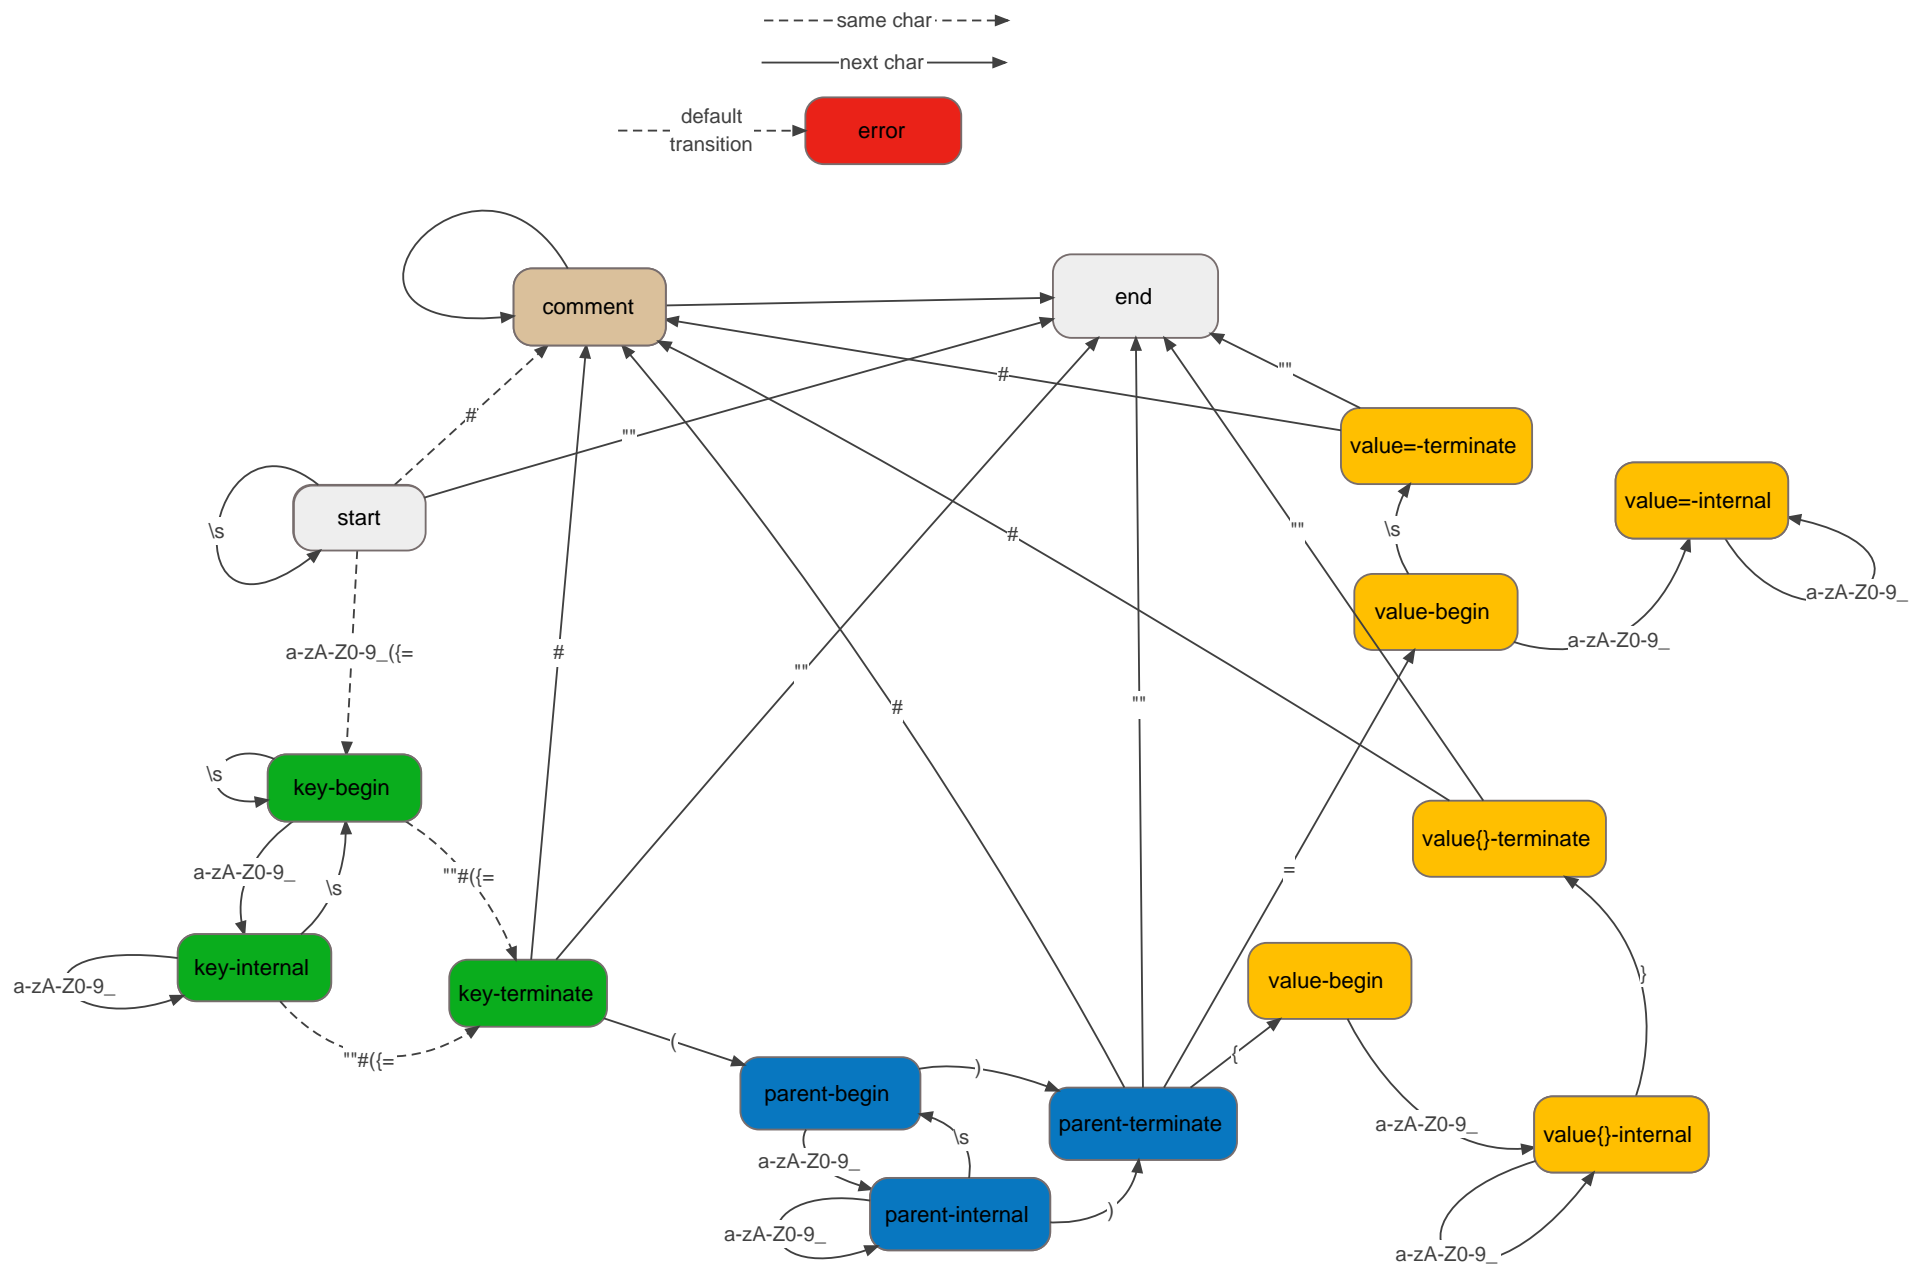 same char
next char
default
transition
error
comment
end
#
""
value=-terminate
#
""
start
\s
value=-internal
\s
""
#
a-zA-Z0-9_
value-begin
a-zA-Z0-9_
a-zA-Z0-9_({=
#
""
#
""
key-begin
\s
value{}-terminate
a-zA-Z0-9_
\s
""#({=
=
key-internal
a-zA-Z0-9_
key-terminate
value-begin
}
""#({=
(
{
parent-begin
)
parent-terminate
a-zA-Z0-9_
value{}-internal
\s
a-zA-Z0-9_
parent-internal
)
a-zA-Z0-9_
a-zA-Z0-9_